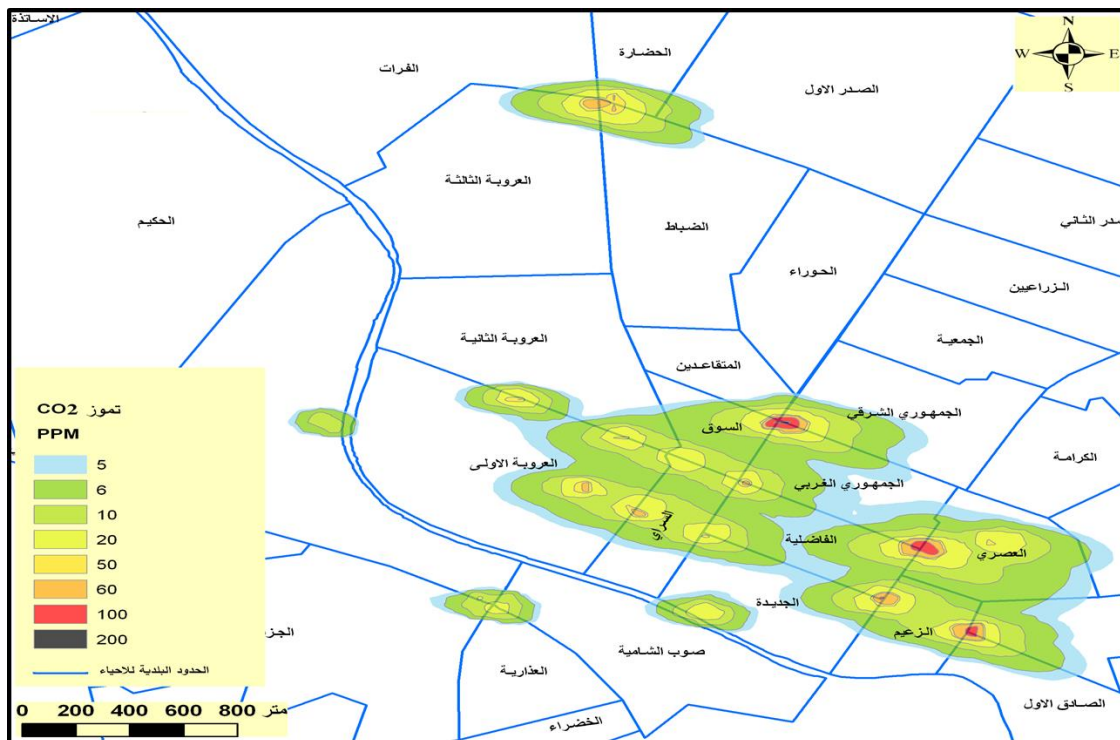 الاساتذة
الحضارة
N
W E
S
الفرات
الصدر الاول
العروبة الثالثة
الحكيم
الضباط
در الثاني
الحوراء
الزراعيين
العروبة الثانية
الجمعية
المتقاعدين
الجمهوري الشرقي
السوق
الكرامة
العروبة الاولى
الجمهوري الغربي
السراي
الفاضلية
العصري
الجديدة
الزعيم
صوب الشامية
العذارية
الصادق الاول
الخضراء
الجز
تموز CO2
PPM
5
6
10
20
50
60
100
200
الحدود البلدية للاحياء
0 200 400 600 800 متر